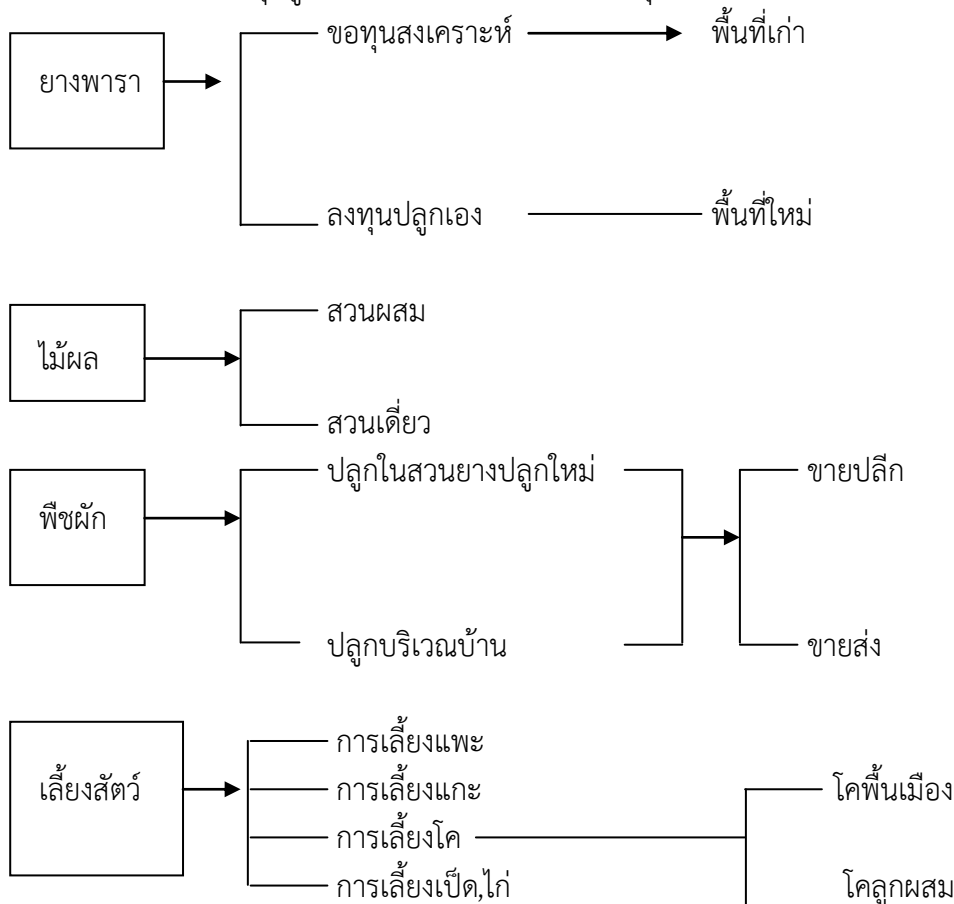 ขอทุนสงเคราะห์ พื้นที่เก่า
ยางพารา
ลงทุนปลูกเอง พื้นที่ใหม่
สวนผสม
ไม้ผล
สวนเดี่ยว
ปลูกในสวนยางปลูกใหม่ ขายปลีก
พืชผัก
ปลูกบริเวณบ้าน ขายส่ง
การเลี้ยงแพะ
เลี้ยงสัตว์ การเลี้ยงแกะ โคพื้นเมือง
การเลี้ยงโค
การเลี้ยงเป็ด,ไก่ โคลูกผสม